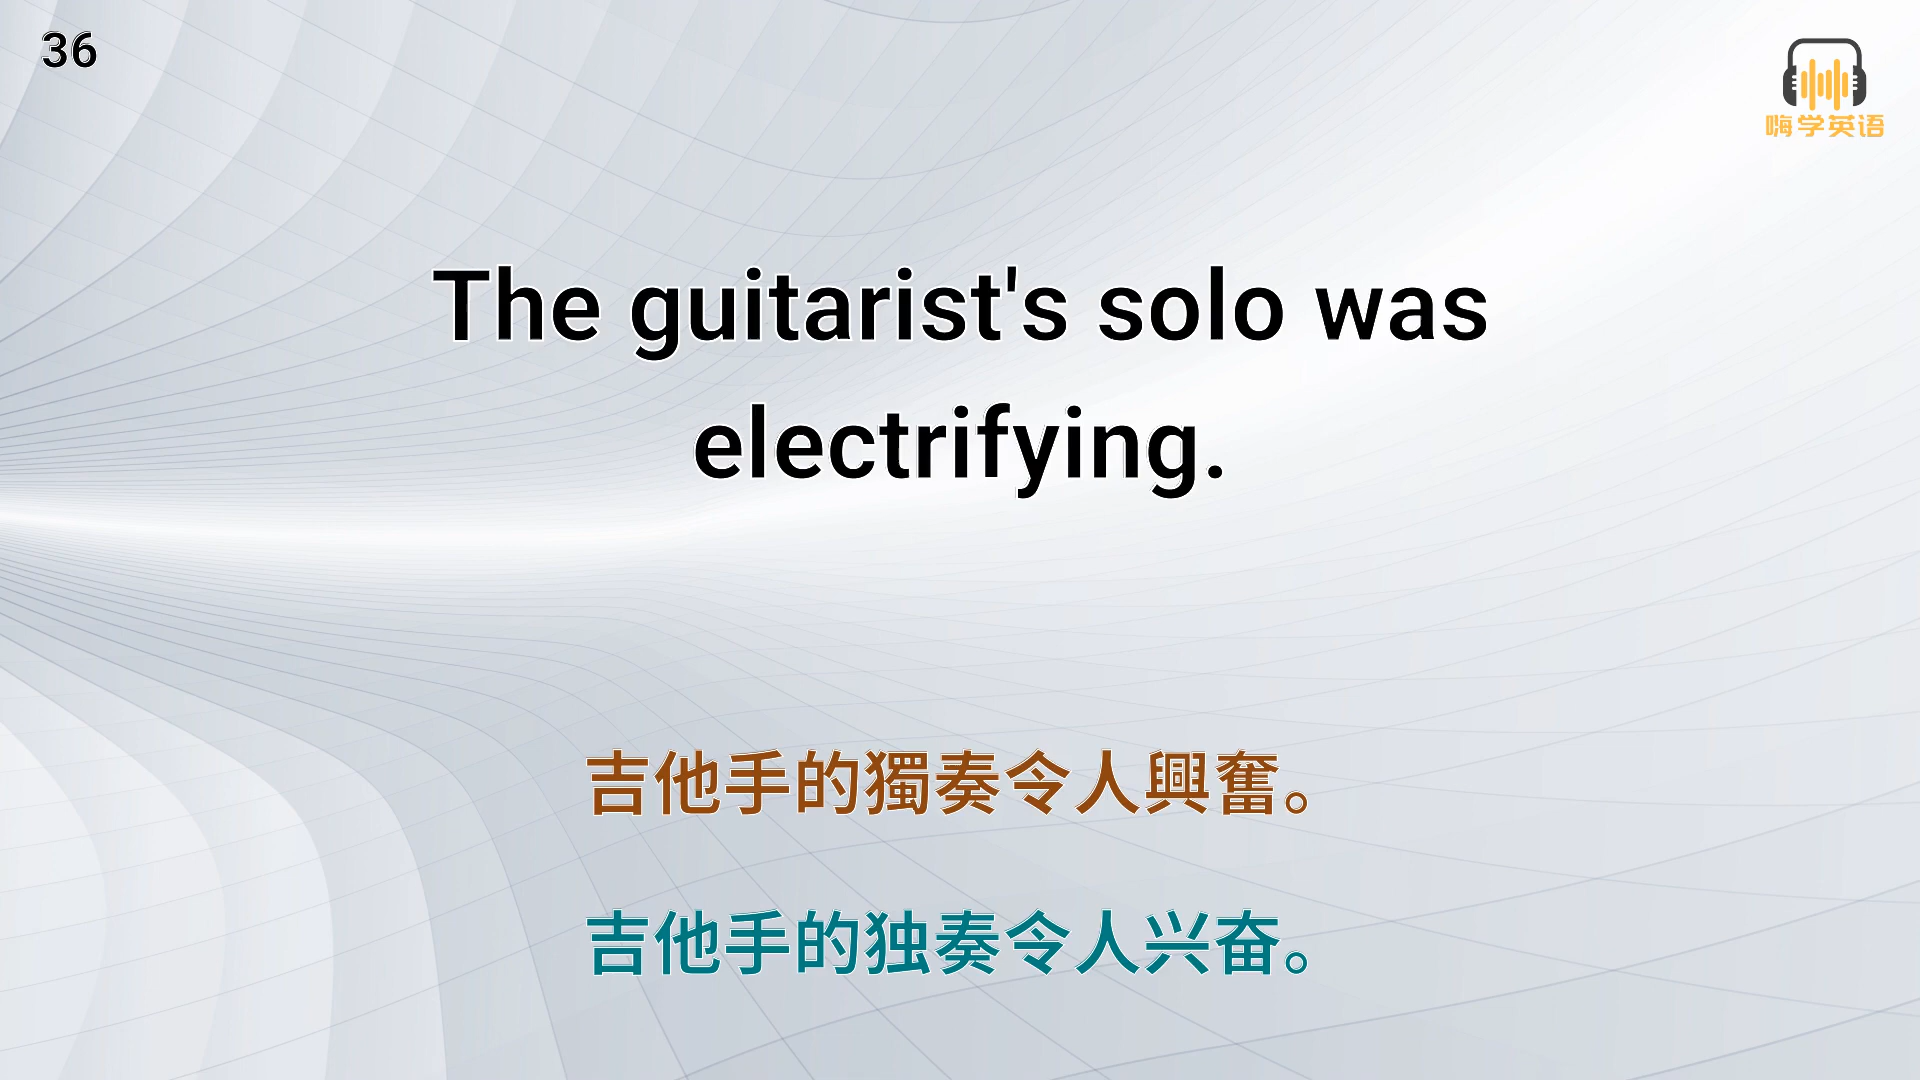 36
嗨学英语
The guitarist's solo was
electrifying.
吉他手的獨奏令人興奮。
吉他手的独奏令人兴奋。